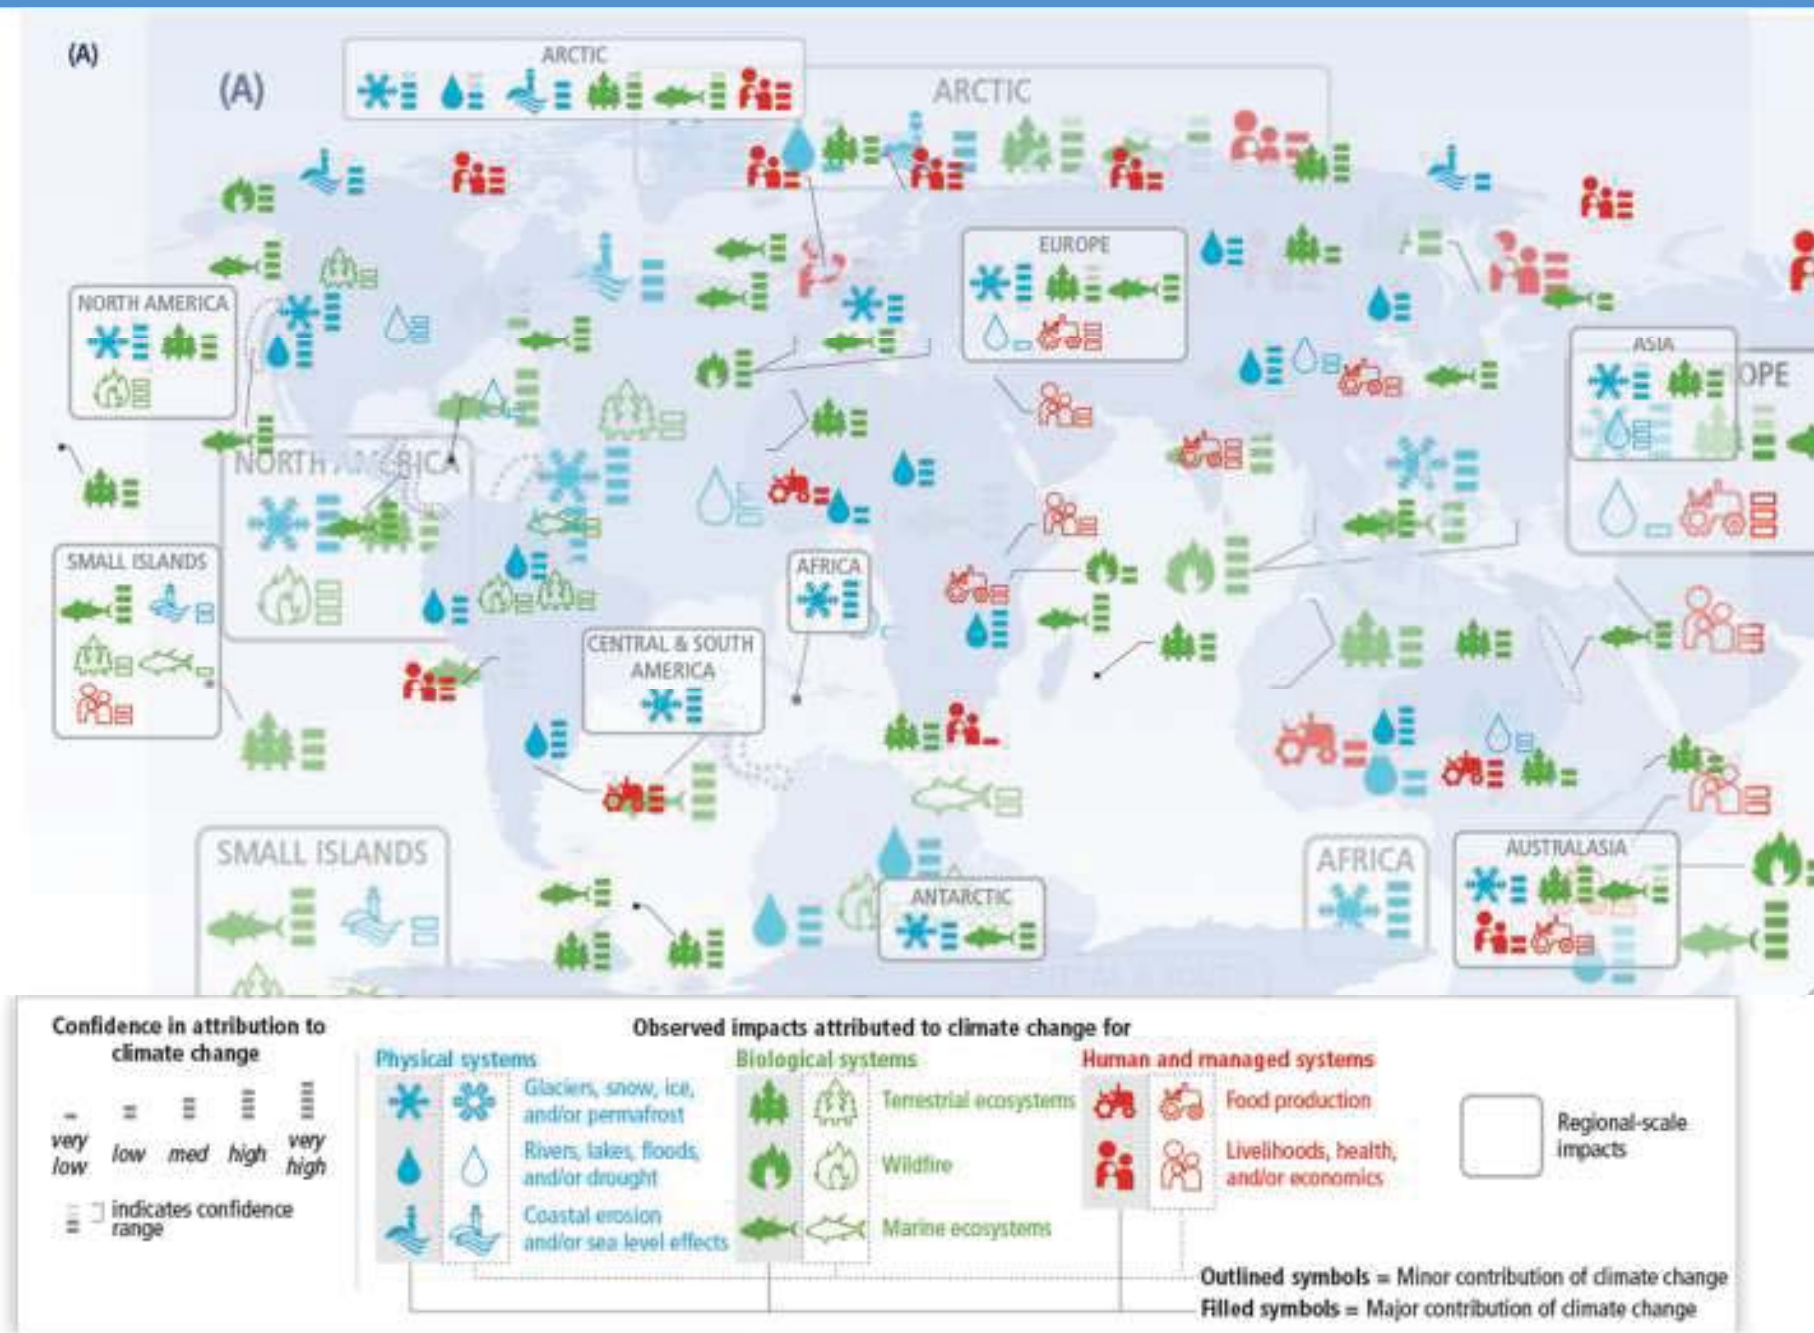 (A)
(A)
ARCTIC
ARCTIC
EUROPE
NORTH AMERICA
ASIA
OPE
NORTH AMERICA
SMALL ISLANDS
AFRICA
CENTRAL & SOUTH
AMERICA
SMALL ISLANDS
AFRICA
AUSTRALASIA
ANTARCTIC
Confidence in attribution to
climate change
very
low
low
med
high
very
high
indicates confidence
range
Observed impacts attributed to climate change for
Physical systems
Glaciers, snow, ice,
and/or permafrost
Rivers, lakes, floods,
and/or drought
Coastal erosion
and/or sea level effects
Biological systems
Terrestrial ecosystems
Wildfire
Marine ecosystems
Human and managed systems
Food production
Livelihoods, health,
and/or economics
Regional-scale
impacts
Outlined symbols = Minor contribution of climate change
Filled symbols = Major contribution of climate change